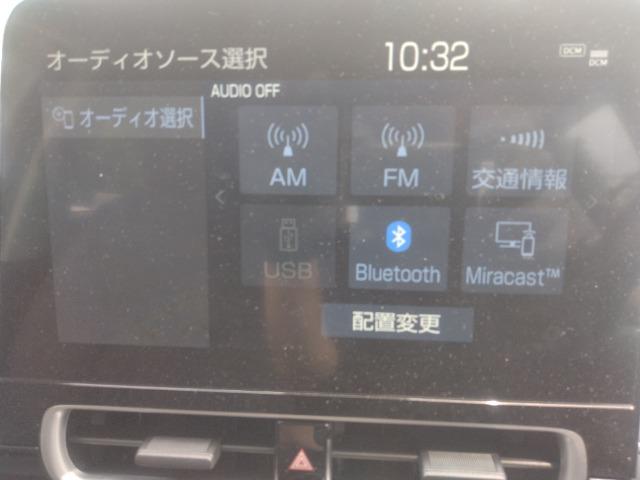 オーディオソース選択 10:32 DCM
DCM
AUDIO OFF
オーディオ選択
AM FM 交通情報
USB Bluetooth Miracast™
配置変更